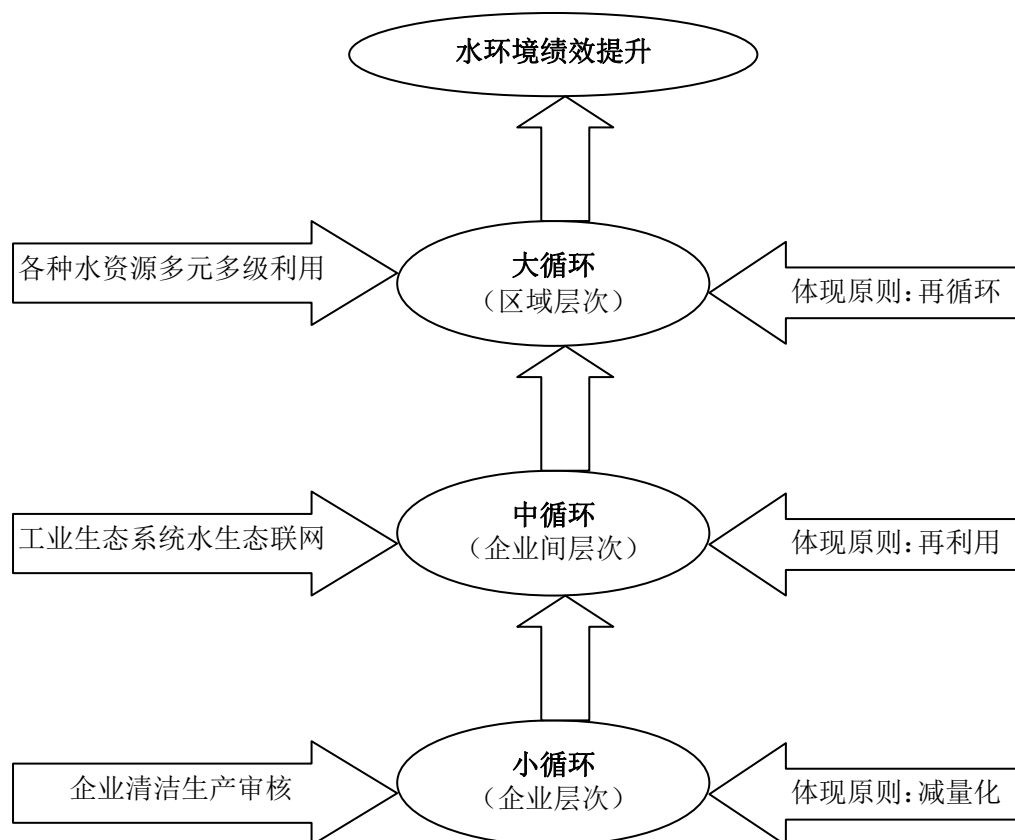 水环境绩效提升
各种水资源多元多级利用
大循环
（区域层次）
体现原则：再循环
工业生态系统水生态联网
中循环
（企业间层次）
体现原则：再利用
企业清洁生产审核
小循环
（企业层次）
体现原则：减量化